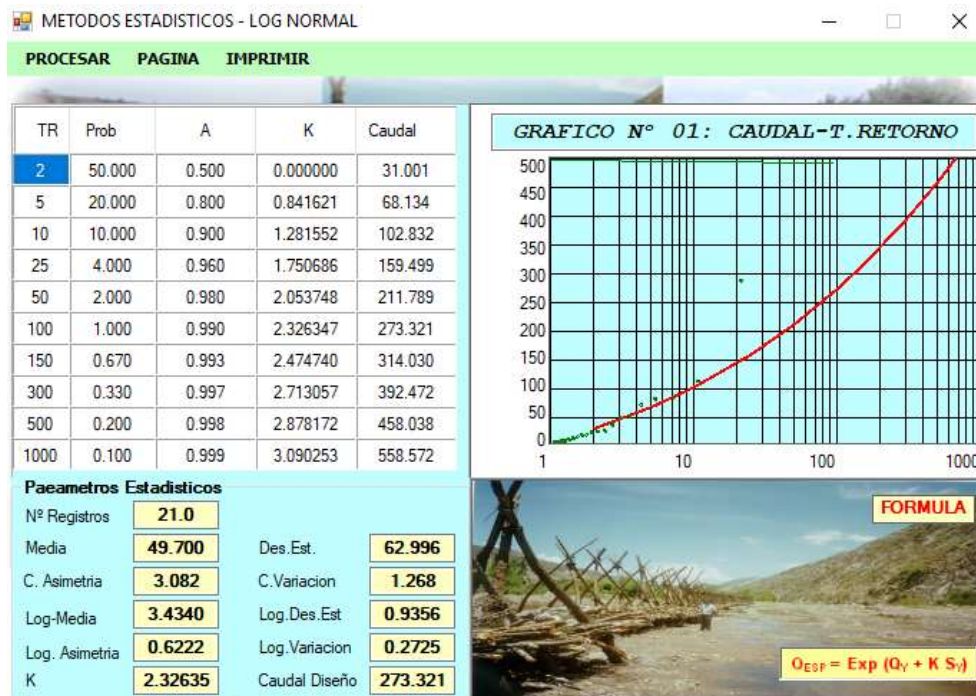 METODOS ESTADISTICOS - LOG NORMAL
PROCESAR PAGINA IMPRIMIR
TR Prob A K Caudal
2 50.000 0.500 0.000000 31.001
5 20.000 0.800 0.841621 68.134
10 10.000 0.900 1.281552 102.832
25 4.000 0.960 1.750686 159.499
50 2.000 0.980 2.053748 211.789
100 1.000 0.990 2.326347 273.321
150 0.670 0.993 2.474740 314.030
300 0.330 0.997 2.713057 392.472
500 0.200 0.998 2.878172 458.038
1000 0.100 0.999 3.090253 558.572
GRAFICO Nº 01: CAUDAL-T.RETORNO
500
450
400
350
300
250
200
150
100
50
0
1 10 100 1000
Paeametros Estadisticos
Nº Registros 21.0
Media 49.700 Des.Est. 62.996
C. Asimetria 3.082 C.Variacion 1.268
Log-Media 3.4340 Log.Des.Est 0.9356
Log. Asimetria 0.6222 Log.Variacion 0.2725
K 2.32635 Caudal Diseño 273.321
FORMULA
Q_ESP = Exp (Q_Y + K S_Y)